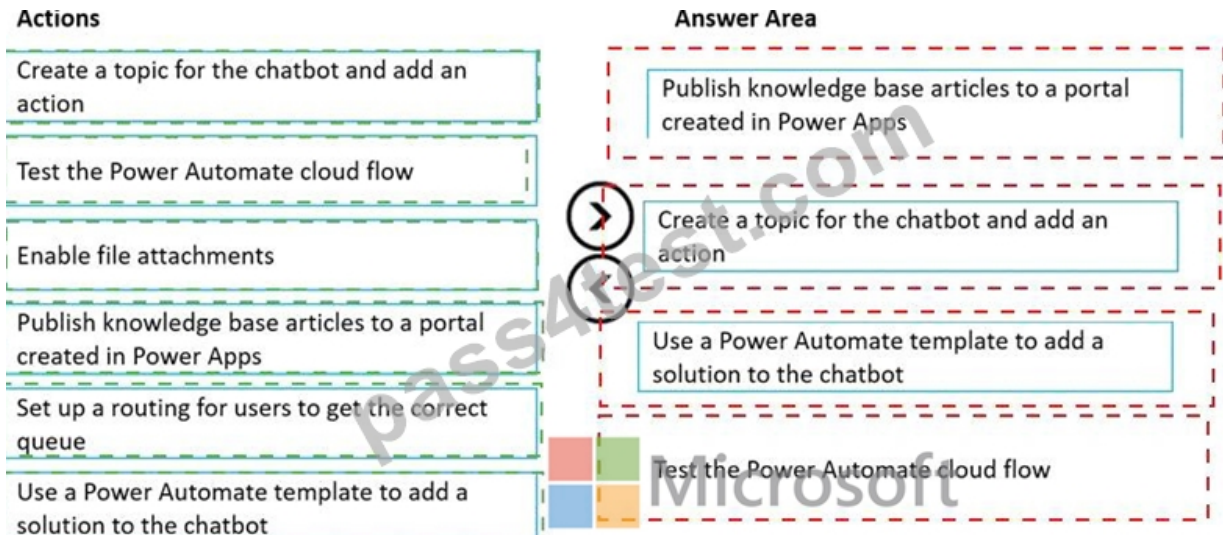 Actions
Answer Area
Create a topic for the chatbot and add an
action
Test the Power Automate cloud flow
Enable file attachments
Publish knowledge base articles to a portal
created in Power Apps
Set up a routing for users to get the correct
queue
Use a Power Automate template to add a
solution to the chatbot
Publish knowledge base articles to a portal
created in Power Apps
Create a topic for the chatbot and add an
action
Use a Power Automate template to add a
solution to the chatbot
Test the Power Automate cloud flow
pass4test.com
Microsoft